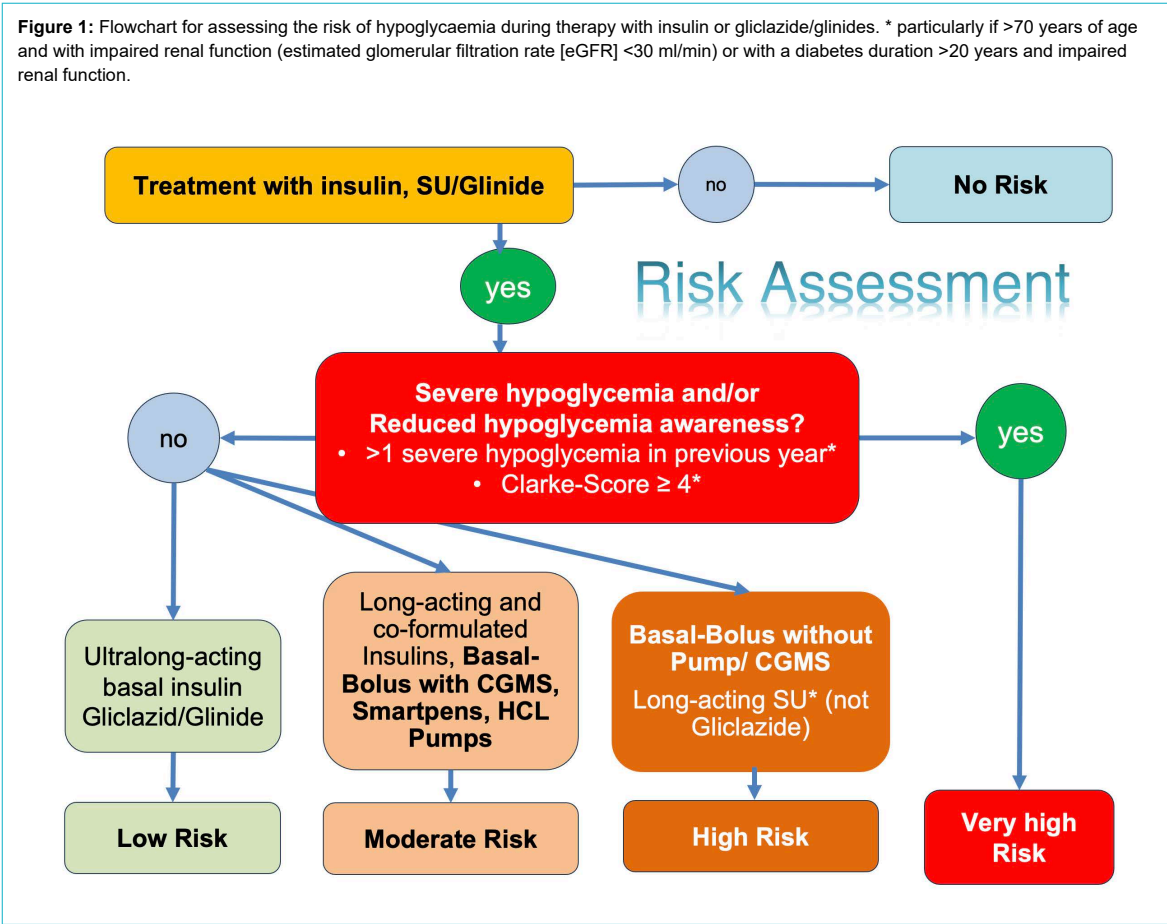 Figure 1: Flowchart for assessing the risk of hypoglycaemia during therapy with insulin or gliclazide/glinides. * particularly if >70 years of age
and with impaired renal function (estimated glomerular filtration rate [eGFR] <30 ml/min) or with a diabetes duration >20 years and impaired
renal function.
Treatment with insulin, SU/Glinide
no
No Risk
yes
Risk Assessment
Severe hypoglycemia and/or
Reduced hypoglycemia awareness?
• >1 severe hypoglycemia in previous year*
• Clarke-Score ≥ 4*
no
yes
Ultralong-acting
basal insulin
Gliclazid/Glinide
Long-acting and
co-formulated
Insulins, Basal-
Bolus with CGMS,
Smartpens, HCL
Pumps
Basal-Bolus without
Pump/ CGMS
Long-acting SU* (not
Gliclazide)
Low Risk
Moderate Risk
High Risk
Very high
Risk